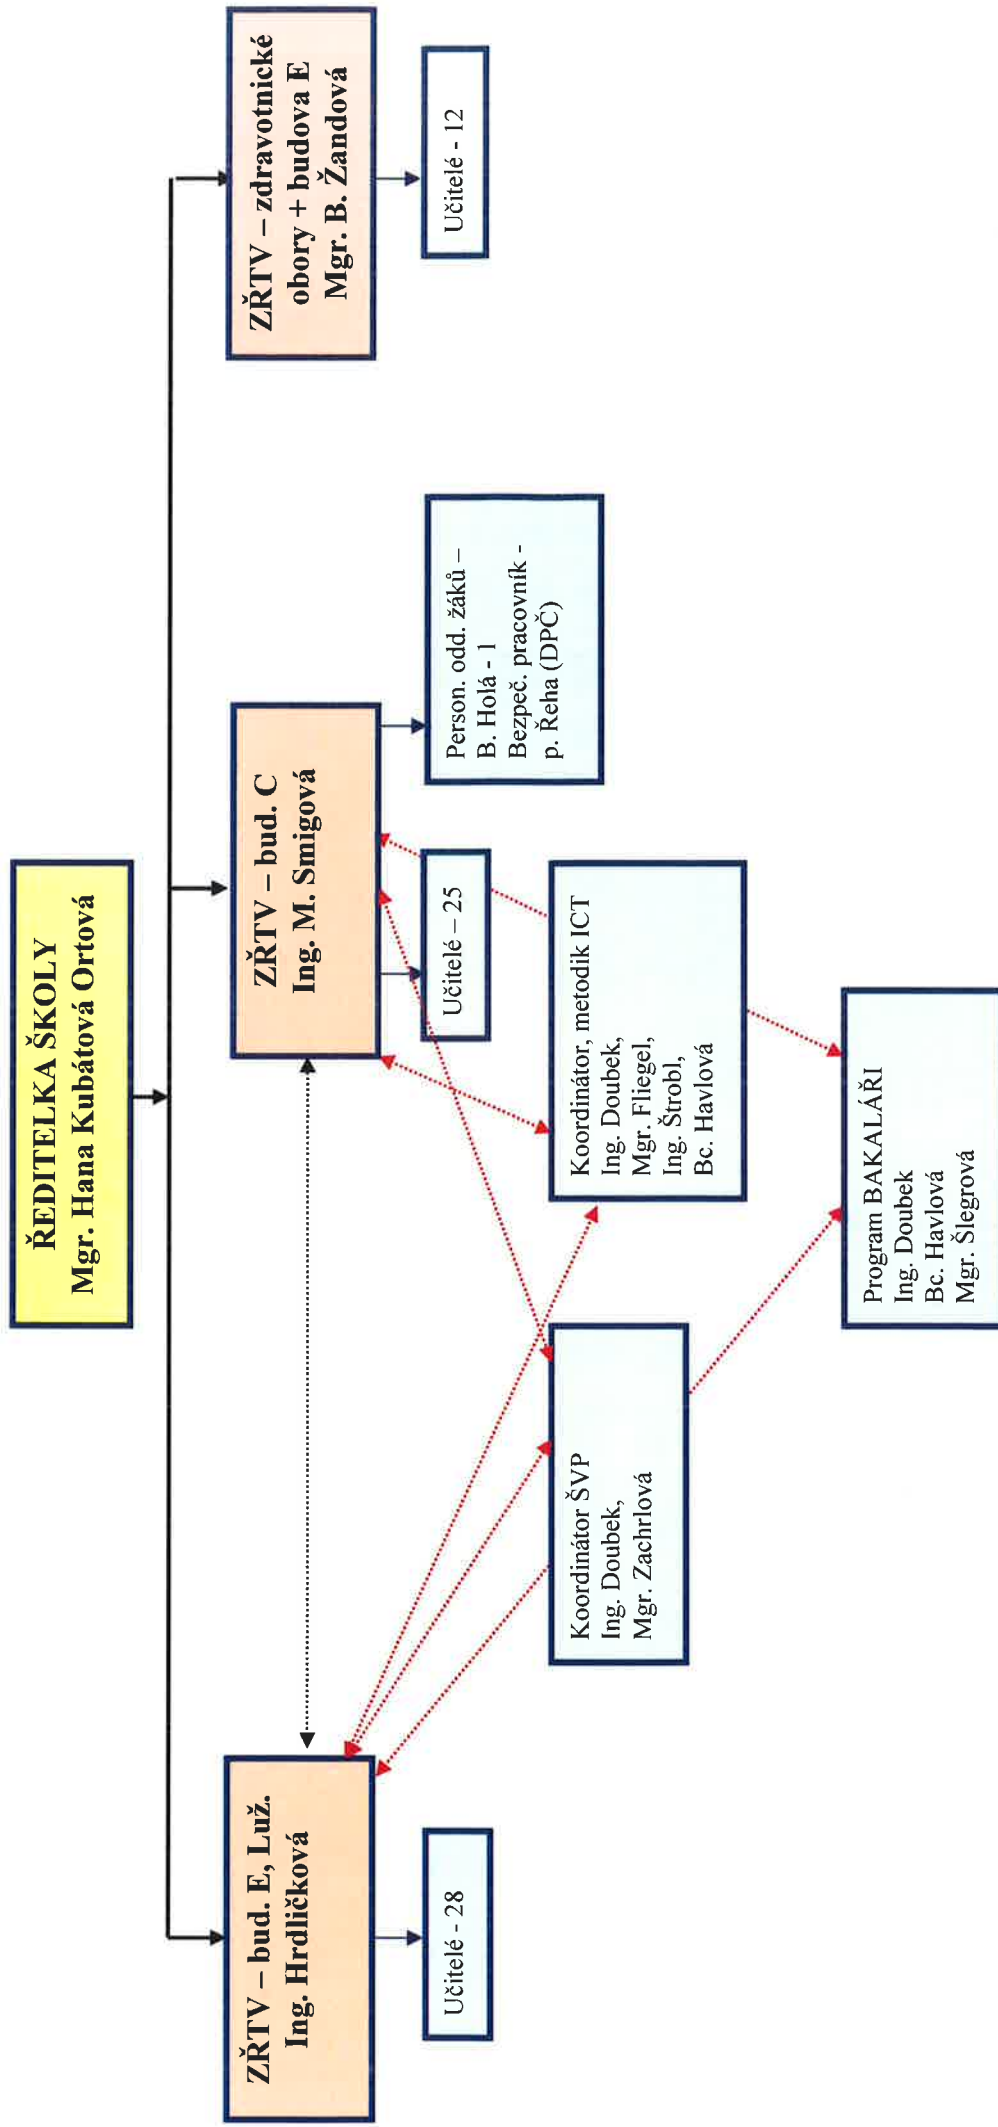 ŘEDITELKA ŠKOLY
Mgr. Hana Kubátová Ortová
ZŘTV – bud. E, Luž.
Ing. Hrdličková
ZŘTV – bud. C
Ing. M. Smigová
ZŘTV – zdravotnické
obory + budova E
Mgr. B. Žandová
Učitelé - 28
Učitelé – 25
Person. odd. žáků –
B. Holá - 1
Bezpeč. pracovník -
p. Řeha (DPČ)
Učitelé - 12
Koordinátor ŠVP
Ing. Doubek,
Mgr. Zachrlová
Koordinátor, metodik ICT
Ing. Doubek,
Mgr. Fliegel,
Ing. Štrobl,
Bc. Havlová
Program BAKALÁŘI
Ing. Doubek
Bc. Havlová
Mgr. Šlegrová